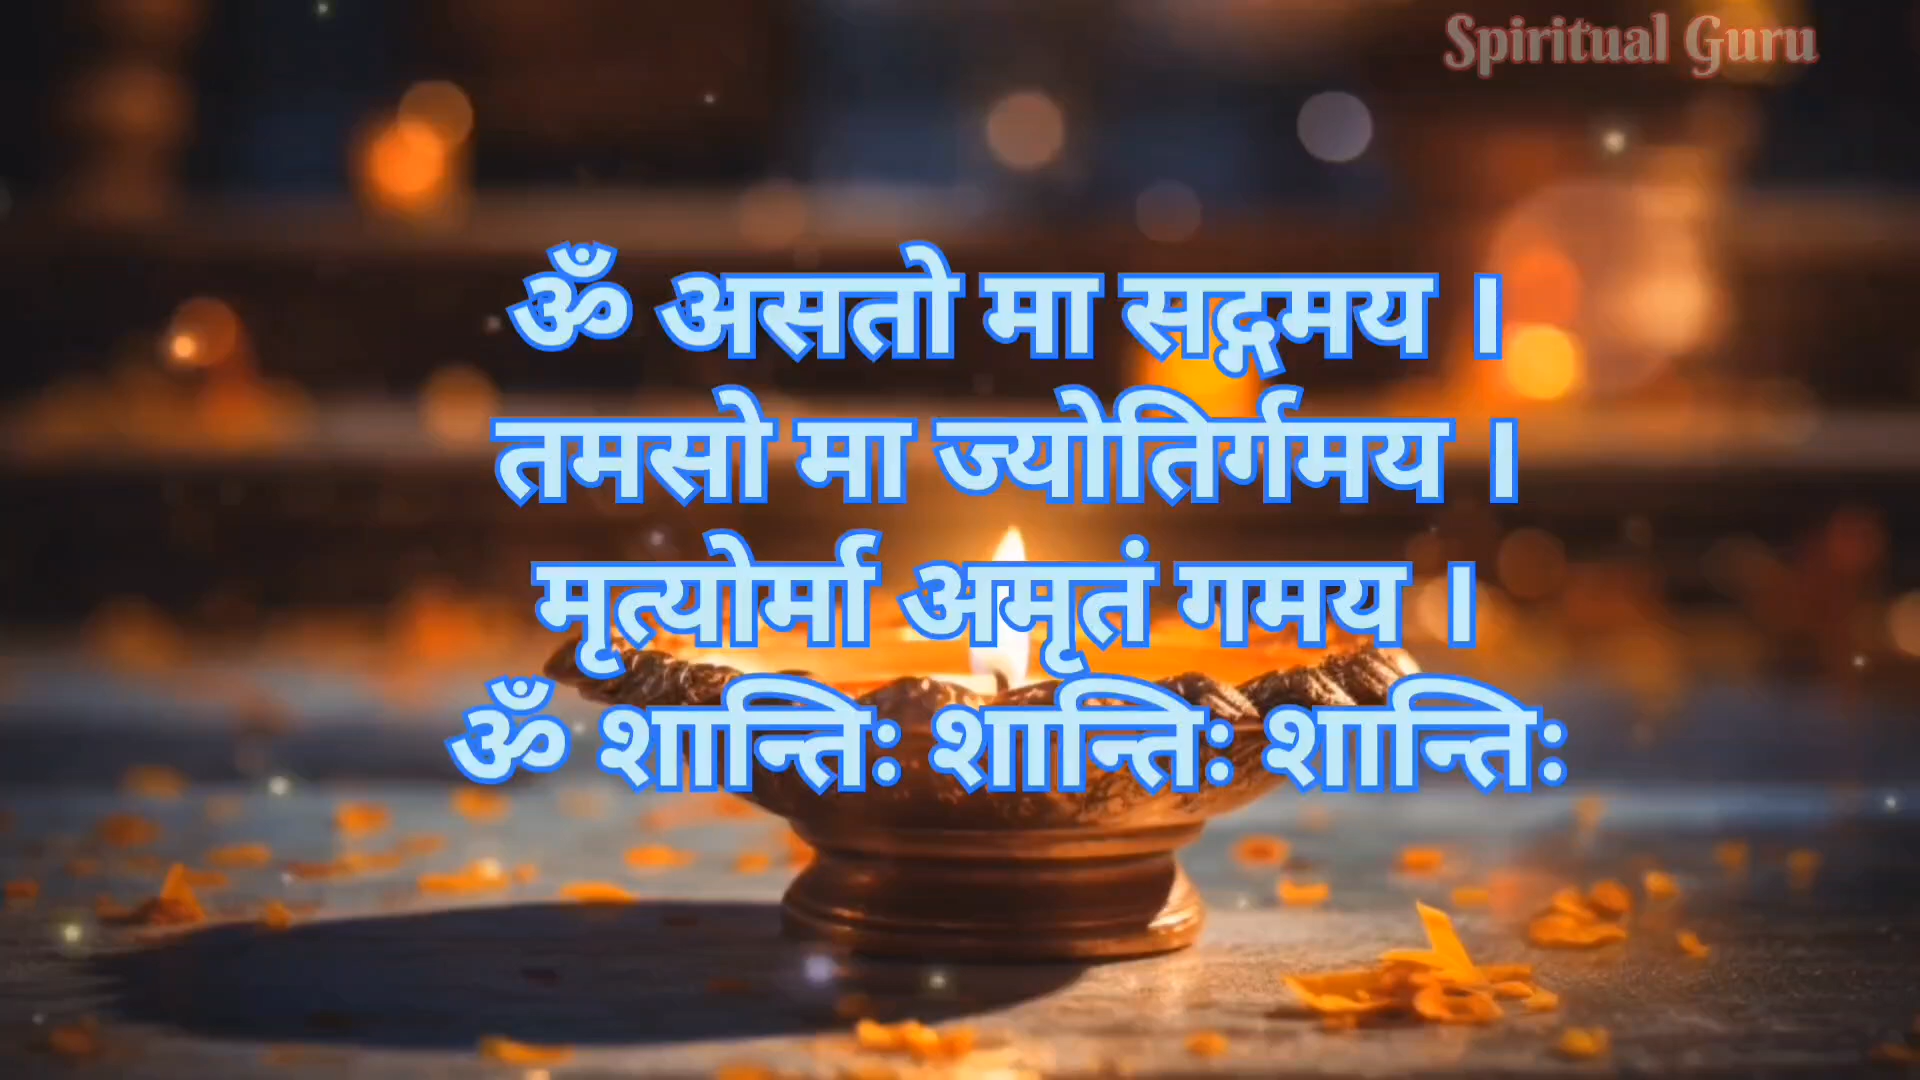 Spiritual Guru
ॐ असतो मा सद्गमय ।
तमसो मा ज्योतिर्गमय ।
मृत्योर्मा अमृतं गमय ।
ॐ शान्तिः शान्तिः शान्तिः